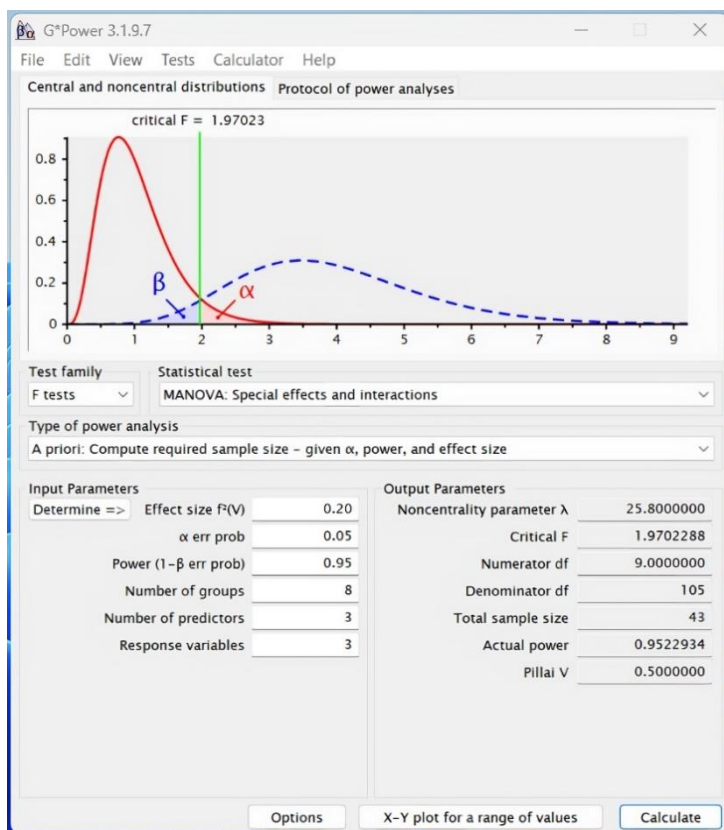 βα G*Power 3.1.9.7
File Edit View Tests Calculator Help
Central and noncentral distributions Protocol of power analyses
critical F = 1.97023
0.8
0.6
0.4
0.2
0
β α
0 1 2 3 4 5 6 7 8 9
Test family Statistical test
F tests MANOVA: Special effects and interactions
Type of power analysis
A priori: Compute required sample size - given α, power, and effect size
Input Parameters
Determine => Effect size f²(V) 0.20
α err prob 0.05
Power (1-β err prob) 0.95
Number of groups 8
Number of predictors 3
Response variables 3
Output Parameters
Noncentrality parameter λ 25.8000000
Critical F 1.9702288
Numerator df 9.0000000
Denominator df 105
Total sample size 43
Actual power 0.9522934
Pillai V 0.5000000
Options X-Y plot for a range of values Calculate